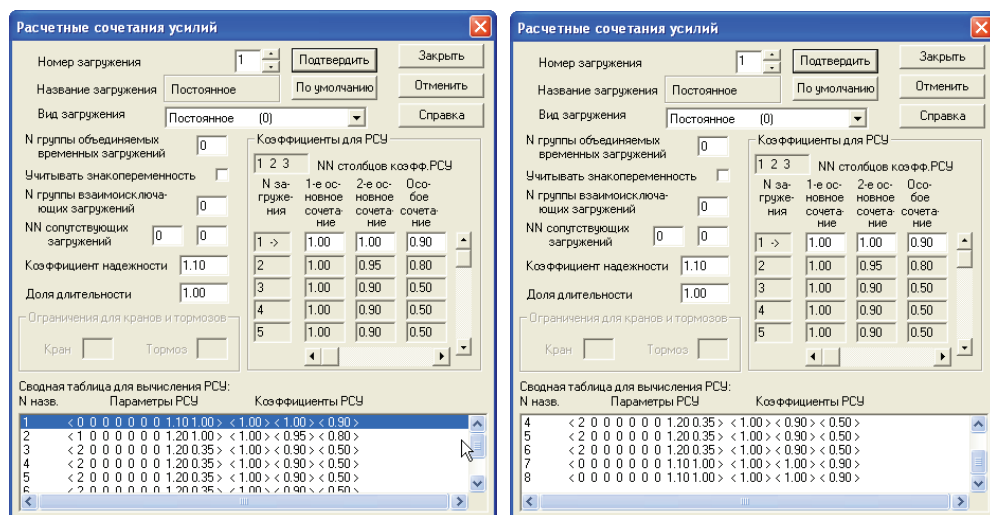 Расчетные сочетания усилий
Номер загружения 1 Подтвердить Закрыть
Название загружения Постоянное По умолчанию Отменить
Вид загружения Постоянное (0) Справка
N группы объединяемых временных загружений 0
Учитывать знакопеременность
N группы взаимоисключа-
ющих загружений 0
NN сопутствующих загружений 0 0
Коэффициент надежности 1.10
Доля длительности 1.00
Ограничения для кранов и тормозов
Кран Тормоз
Коэффициенты для РСУ
1 2 3 NN столбцов коэфф.РСУ
N за- 1-е ос- 2-е ос- Осо-
груже- новное новное бое
ния сочета- сочета- сочета-
ние ние ние
1 -> 1.00 1.00 0.90
2 1.00 0.95 0.80
3 1.00 0.90 0.50
4 1.00 0.90 0.50
5 1.00 0.90 0.50
Сводная таблица для вычисления РСУ:
N назв. Параметры РСУ Коэффициенты РСУ
1 < 0 0 0 0 0 0 0 1.10 1.00 > < 1.00 > < 1.00 > < 0.90 >
2 < 1 0 0 0 0 0 0 1.20 1.00 > < 1.00 > < 0.95 > < 0.80 >
3 < 2 0 0 0 0 0 0 1.20 0.35 > < 1.00 > < 0.90 > < 0.50 >
4 < 2 0 0 0 0 0 0 1.20 0.35 > < 1.00 > < 0.90 > < 0.50 >
5 < 2 0 0 0 0 0 0 1.20 0.35 > < 1.00 > < 0.90 > < 0.50 >
6 < 2 0 0 0 0 0 0 1.20 0.35 > < 1.00 > < 0.90 > < 0.50 >
Расчетные сочетания усилий
Номер загружения 1 Подтвердить Закрыть
Название загружения Постоянное По умолчанию Отменить
Вид загружения Постоянное (0) Справка
N группы объединяемых временных загружений 0
Учитывать знакопеременность
N группы взаимоисключа-
ющих загружений 0
NN сопутствующих загружений 0 0
Коэффициент надежности 1.10
Доля длительности 1.00
Ограничения для кранов и тормозов
Кран Тормоз
Коэффициенты для РСУ
1 2 3 NN столбцов коэфф.РСУ
N за- 1-е ос- 2-е ос- Осо-
груже- новное новное бое
ния сочета- сочета- сочета-
ние ние ние
1 -> 1.00 1.00 0.90
2 1.00 0.95 0.80
3 1.00 0.90 0.50
4 1.00 0.90 0.50
5 1.00 0.90 0.50
Сводная таблица для вычисления РСУ:
N назв. Параметры РСУ Коэффициенты РСУ
4 < 2 0 0 0 0 0 0 1.20 0.35 > < 1.00 > < 0.90 > < 0.50 >
5 < 2 0 0 0 0 0 0 1.20 0.35 > < 1.00 > < 0.90 > < 0.50 >
6 < 2 0 0 0 0 0 0 1.20 0.35 > < 1.00 > < 0.90 > < 0.50 >
7 < 0 0 0 0 0 0 0 1.10 1.00 > < 1.00 > < 1.00 > < 0.90 >
8 < 0 0 0 0 0 0 0 1.10 1.00 > < 1.00 > < 1.00 > < 0.90 >